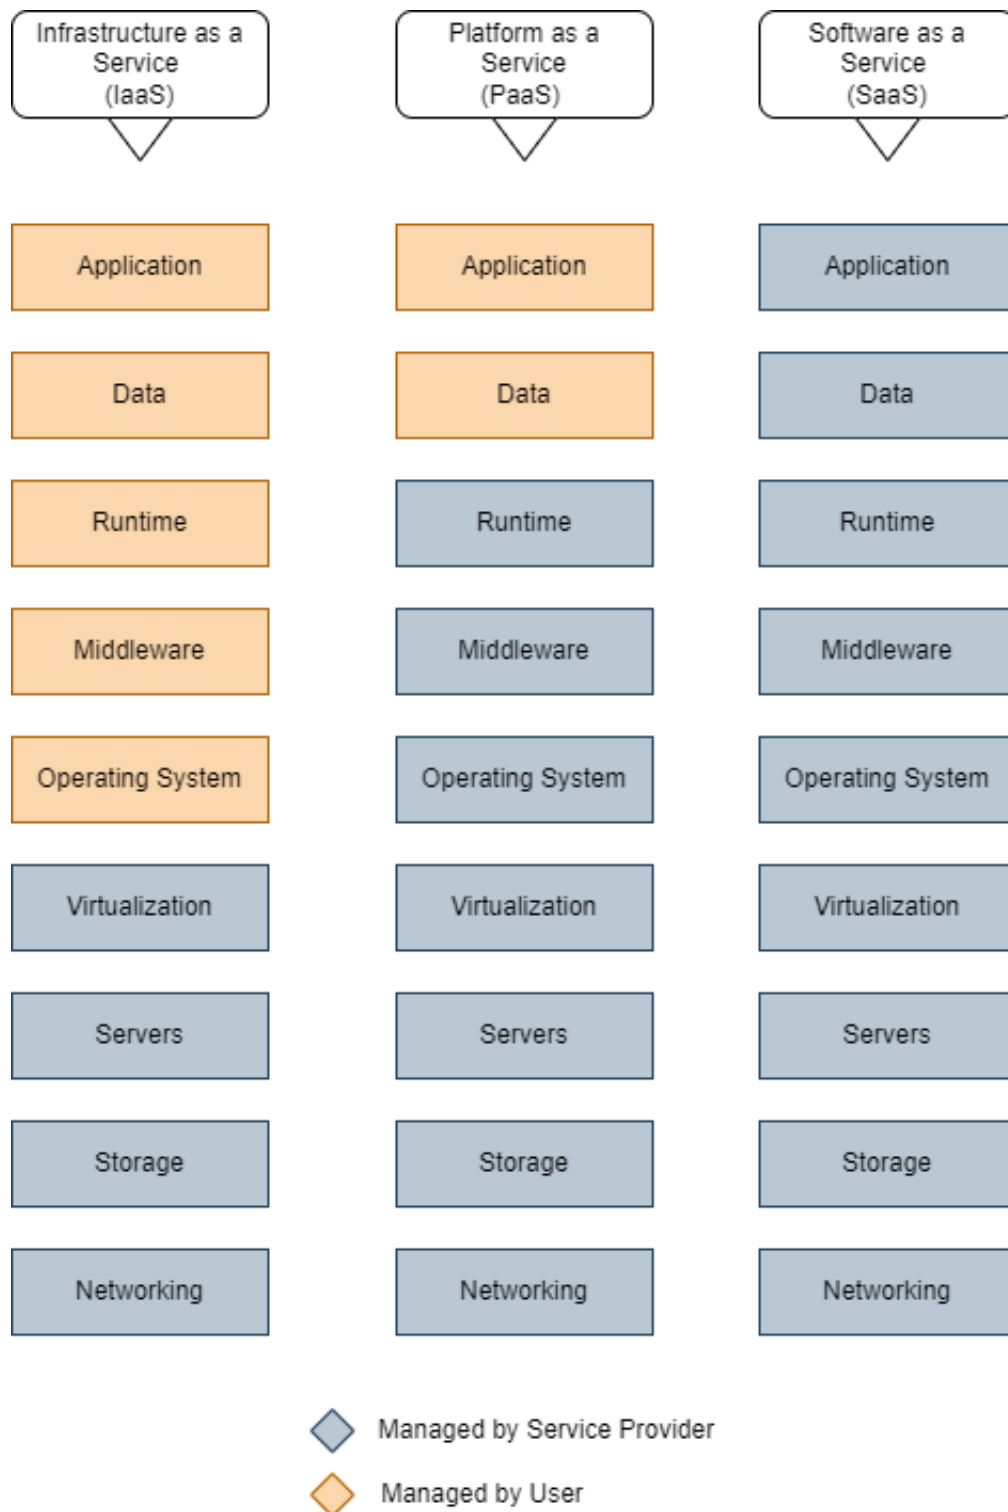 Infrastructure as a
Service
(IaaS)
Platform as a
Service
(PaaS)
Software as a
Service
(SaaS)
Application
Application
Application
Data
Data
Data
Runtime
Runtime
Runtime
Middleware
Middleware
Middleware
Operating System
Operating System
Operating System
Virtualization
Virtualization
Virtualization
Servers
Servers
Servers
Storage
Storage
Storage
Networking
Networking
Networking
Managed by Service Provider
Managed by User